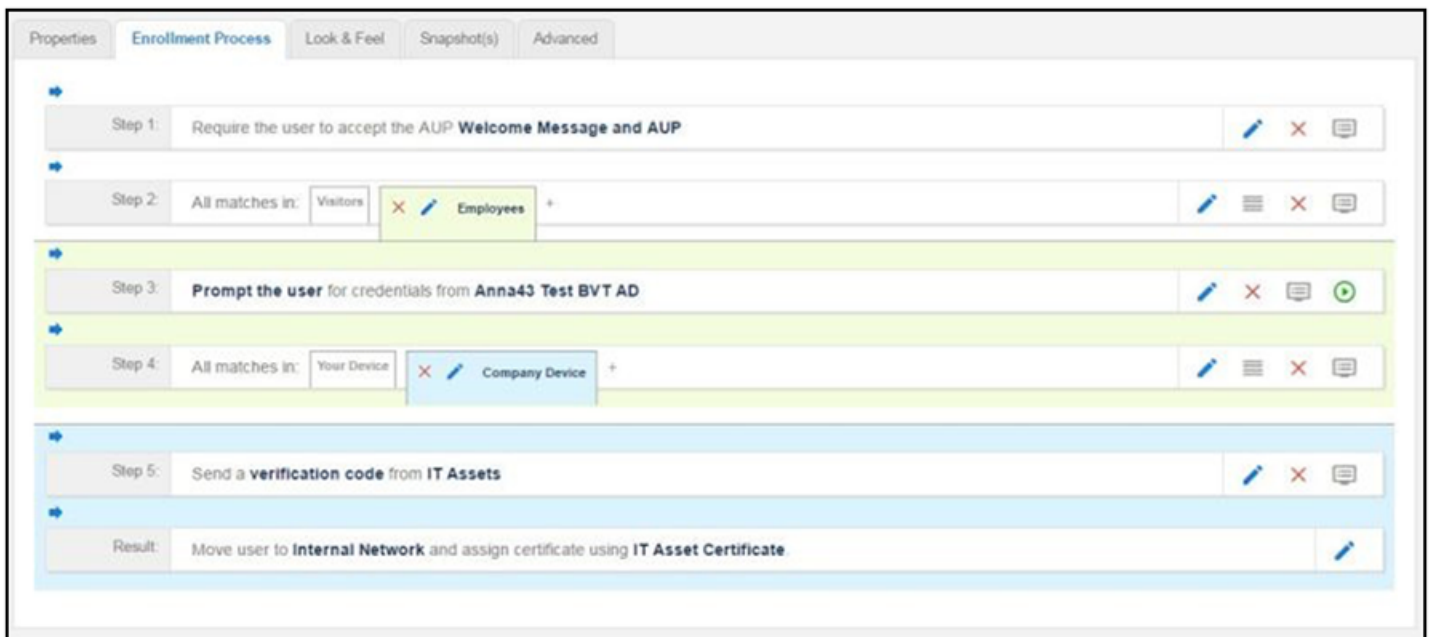 Properties Enrollment Process Look & Feel Snapshot(s) Advanced
Step 1: Require the user to accept the AUP Welcome Message and AUP
Step 2: All matches in: Visitors Employees +
Step 3: Prompt the user for credentials from Anna43 Test BVT AD
Step 4: All matches in: Your Device Company Device +
Step 5: Send a verification code from IT Assets
Result: Move user to Internal Network and assign certificate using IT Asset Certificate.